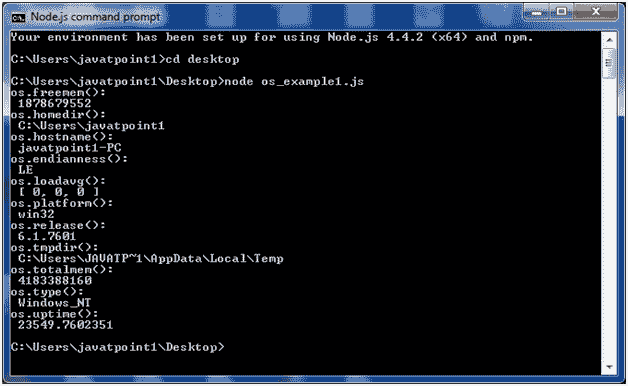 Node.js command prompt
Your environment has been set up for using Node.js 4.4.2 (x64) and npm.
C:\Users\javatpoint1>cd desktop
C:\Users\javatpoint1\Desktop>node os_example1.js
os.freemem():
1878679552
os.homedir():
C:\Users\javatpoint1
os.hostname():
javatpoint1-PC
os.endianness():
LE
os.loadavg():
[ 0, 0, 0 ]
os.platform():
win32
os.release():
6.1.7601
os.tmpdir():
C:\Users\JAVATP~1\AppData\Local\Temp
os.totalmem():
4183388160
os.type():
Windows_NT
os.uptime():
23549.7602351
C:\Users\javatpoint1\Desktop>